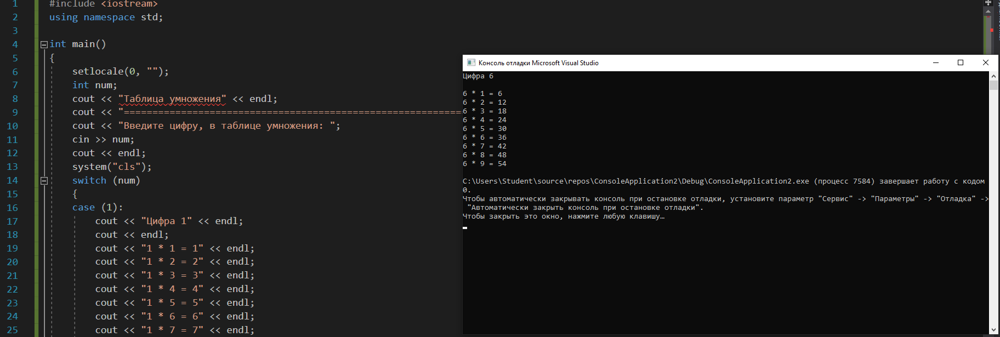 1 #include <iostream>
2 using namespace std;
3
4 int main()
5 {
6 setlocale(0, "");
7 int num;
8 cout << "Таблица умножения" << endl;
9 cout << "===========================================================
10 cout << "Введите цифру, в таблице умножения: ";
11 cin >> num;
12 cout << endl;
13 system("cls");
14 switch (num)
15 {
16 case (1):
17 cout << "Цифра 1" << endl;
18 cout << endl;
19 cout << "1 * 1 = 1" << endl;
20 cout << "1 * 2 = 2" << endl;
21 cout << "1 * 3 = 3" << endl;
22 cout << "1 * 4 = 4" << endl;
23 cout << "1 * 5 = 5" << endl;
24 cout << "1 * 6 = 6" << endl;
25 cout << "1 * 7 = 7" << endl;
Консоль отладки Microsoft Visual Studio
Цифра 6
6 * 1 = 6
6 * 2 = 12
6 * 3 = 18
6 * 4 = 24
6 * 5 = 30
6 * 6 = 36
6 * 7 = 42
6 * 8 = 48
6 * 9 = 54
C:\Users\Student\source\repos\ConsoleApplication2\Debug\ConsoleApplication2.exe (процесс 7584) завершает работу с кодом
0.
Чтобы автоматически закрывать консоль при остановке отладки, установите параметр "Сервис" -> "Параметры" -> "Отладка" ->
"Автоматически закрыть консоль при остановке отладки".
Чтобы закрыть это окно, нажмите любую клавишу…